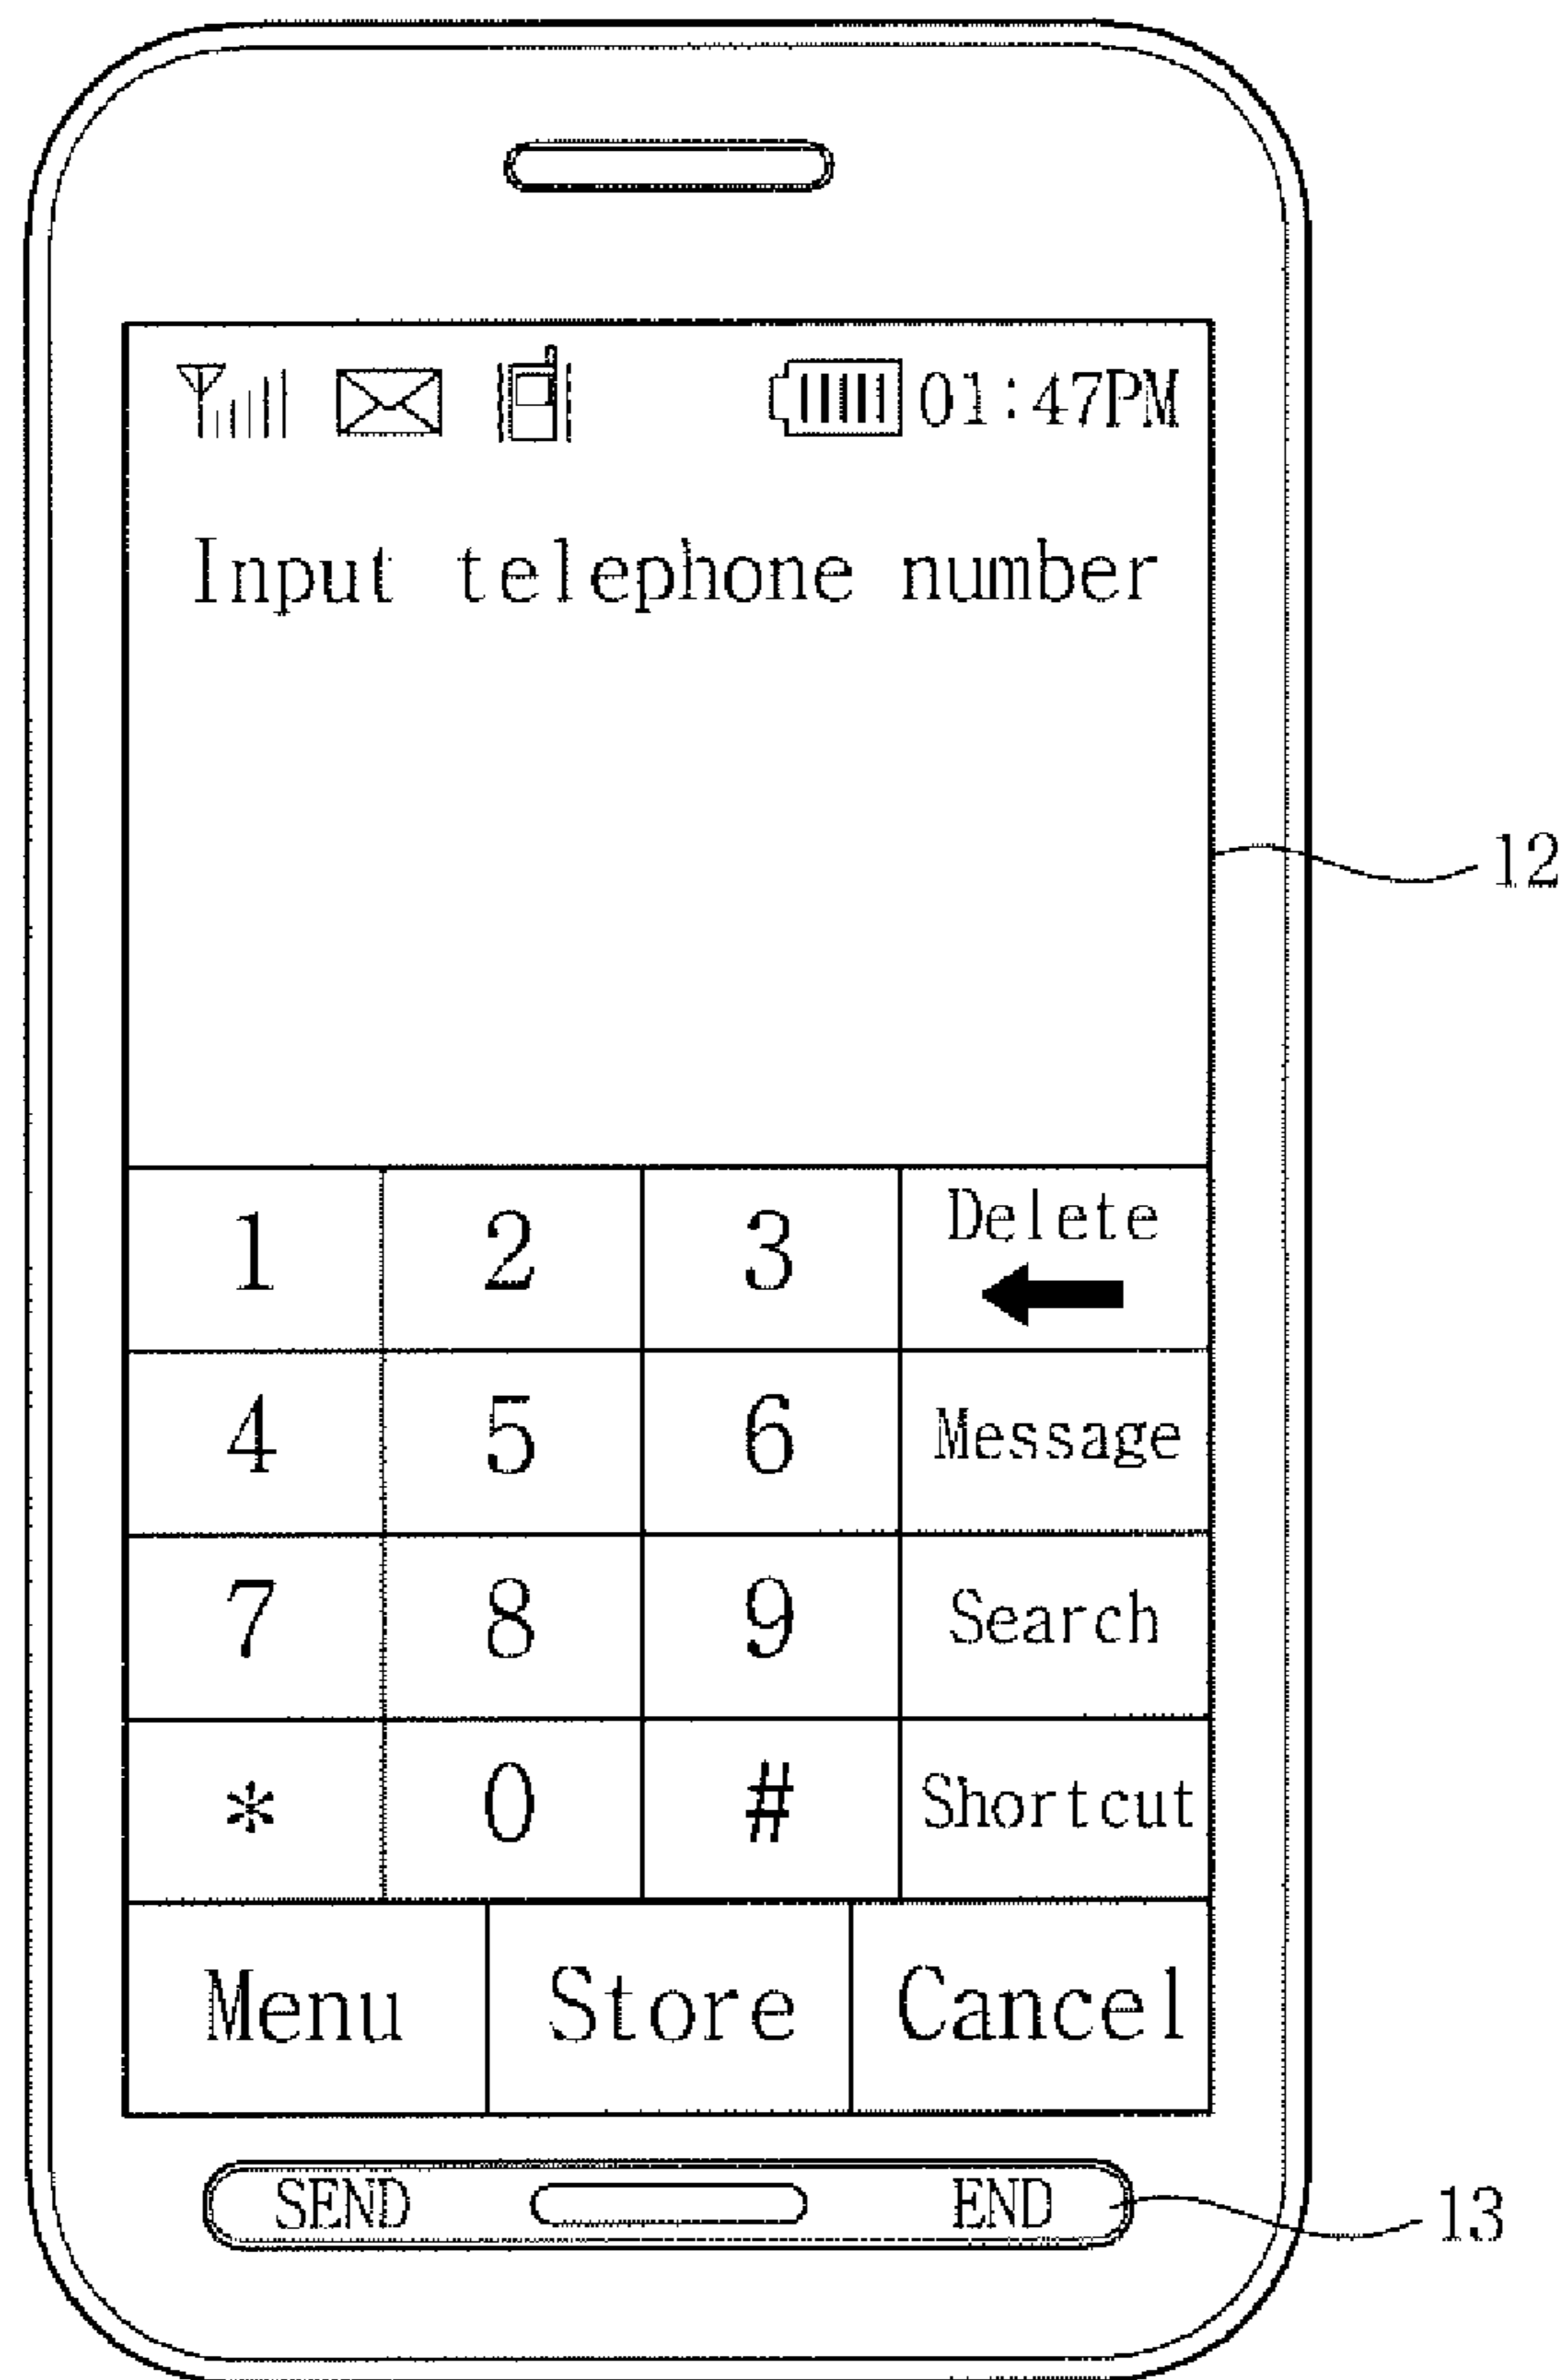 01:47PM
Input telephone number
12
1 2 3 Delete
4 5 6 Message
7 8 9 Search
* 0 # Shortcut
Menu Store Cancel
SEND END
13